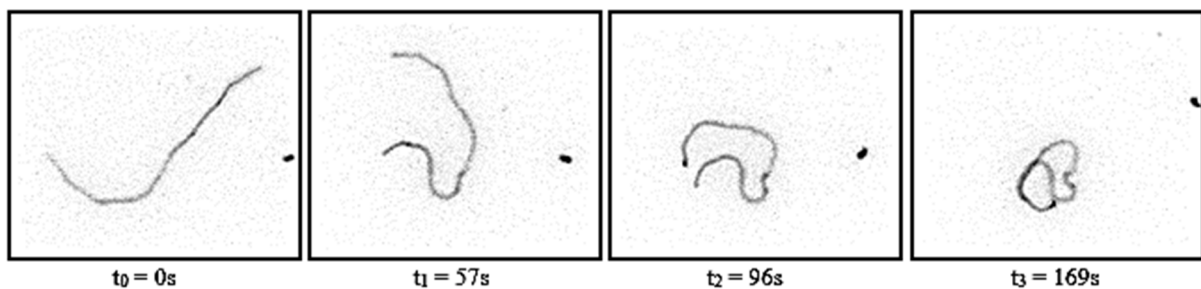 t₀ = 0s
t₁ = 57s
t₂ = 96s
t₃ = 169s